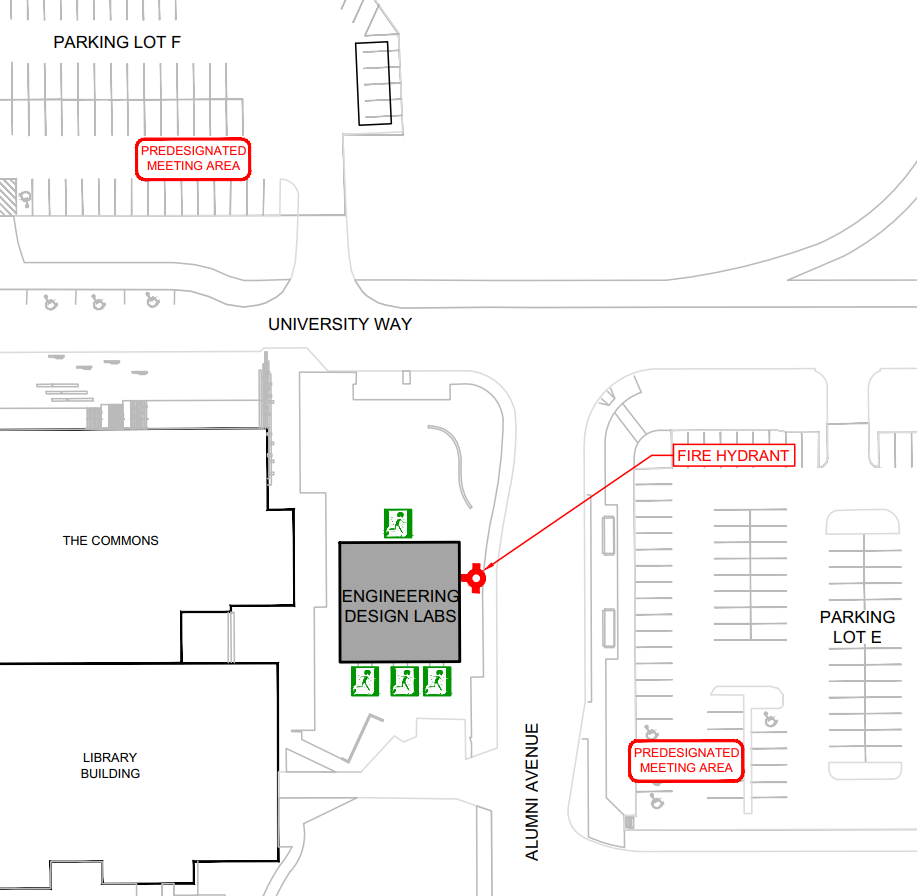 PARKING LOT F
PREDESIGNATED
MEETING AREA
UNIVERSITY WAY
FIRE HYDRANT
THE COMMONS
ENGINEERING
DESIGN LABS
PARKING
LOT E
LIBRARY
BUILDING
ALUMNI AVENUE
PREDESIGNATED
MEETING AREA